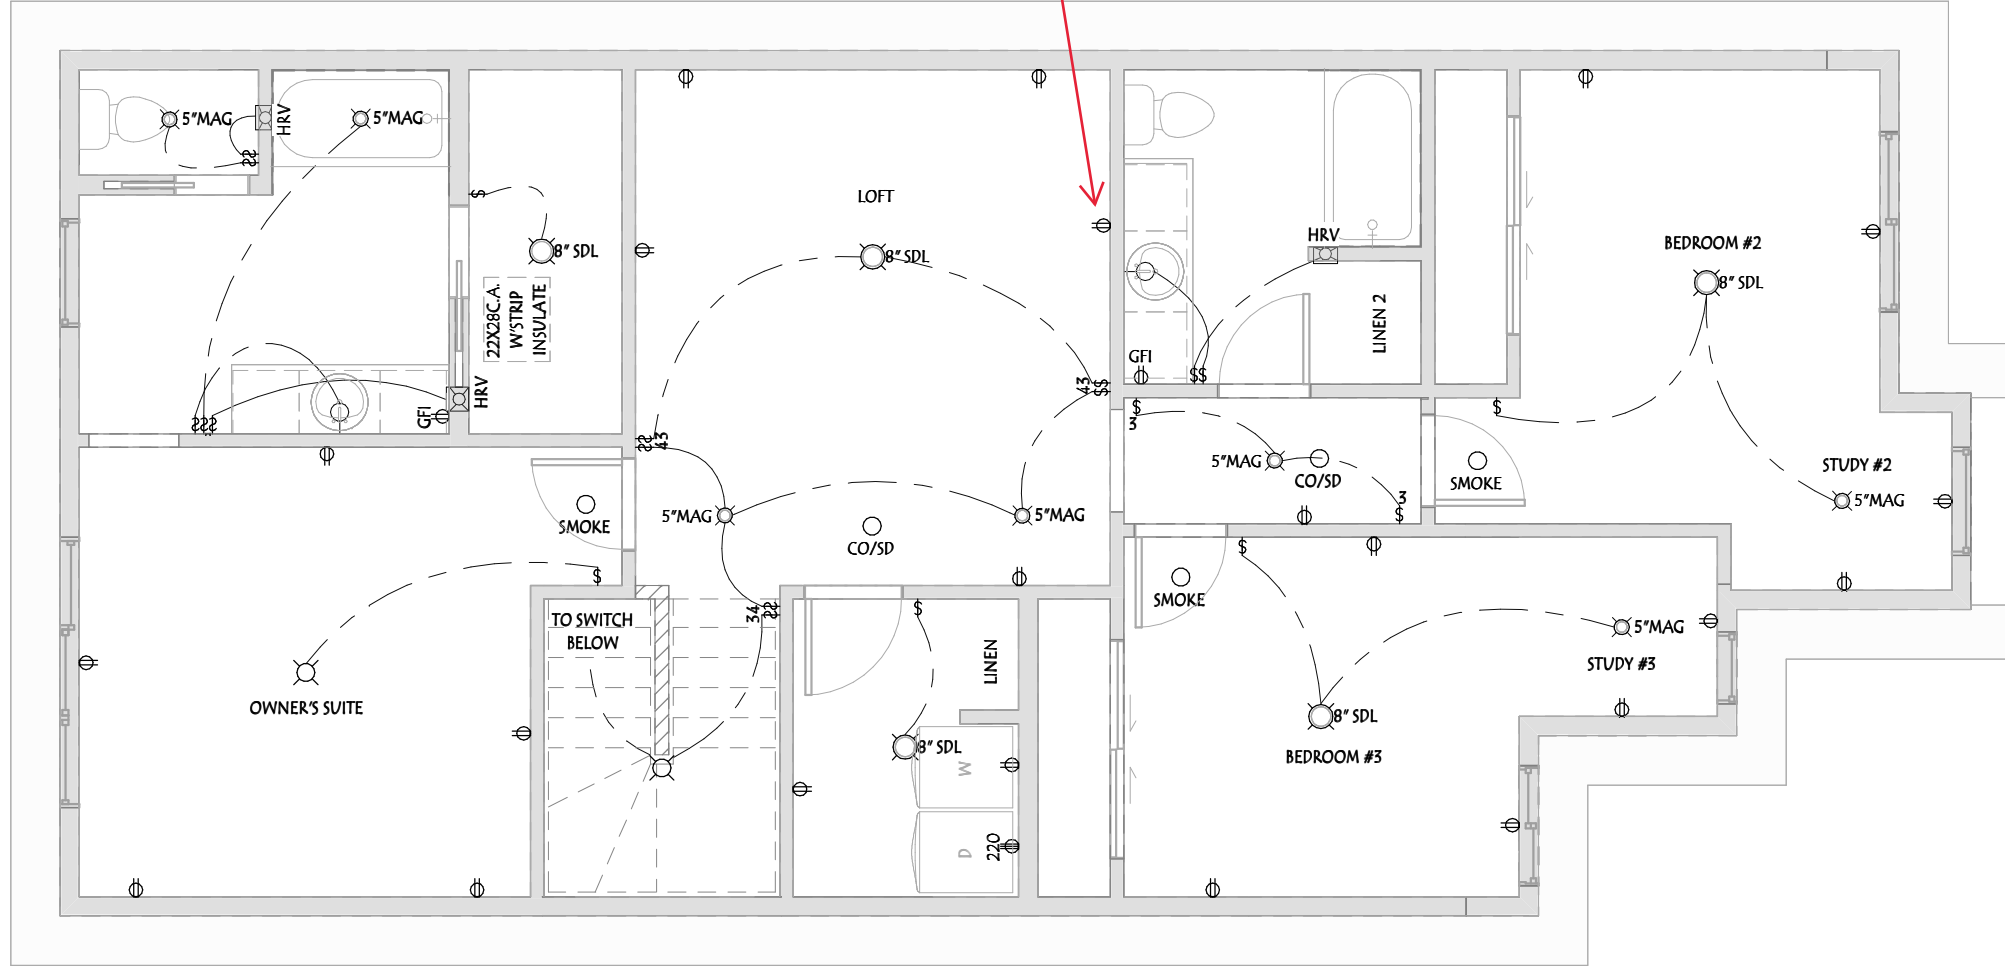 5"MAG
HRV
5"MAG
$$
$
8" SDL
22X28C.A.
W'STRIP
INSULATE
HRV
GFI
$$$
LOFT
8" SDL
43
$$
$$
43
5"MAG
5"MAG
CO/SD
HRV
LINEN 2
GFI
$$
BEDROOM #2
8" SDL
$
3
5"MAG
CO/SD
3
$
$
SMOKE
STUDY #2
5"MAG
SMOKE
$
OWNER'S SUITE
TO SWITCH
BELOW
34
$$
$
LINEN
8" SDL
W
D
220
$
SMOKE
5"MAG
STUDY #3
8" SDL
BEDROOM #3